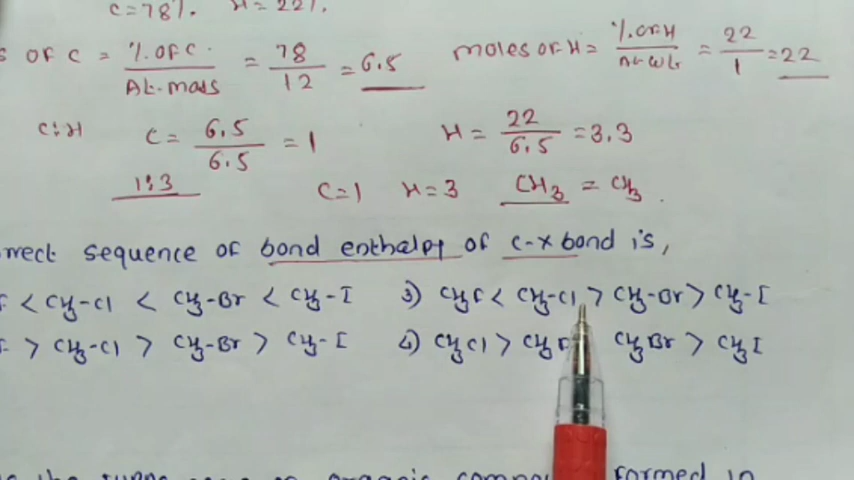 C=78%. H=22%.
s of C = %.OF C. / At. mass = 78 / 12 = 6.5 moles of H = %.OF H / At wt = 22 / 1 = 22
C:H C = 6.5 / 6.5 = 1 H = 22 / 6.5 = 3.3
1:3 C=1 H=3 CH3 = CH3.
rrect sequence of bond enthalpy of C-X bond is,
F < CH3-Cl < CH3-Br < CH3-I 3) CH3F < CH3-Cl > CH3-Br > CH3-I
F > CH3-Cl > CH3-Br > CH3-I 4) CH3Cl > CH3F CH3Br > CH3I
organic formed in